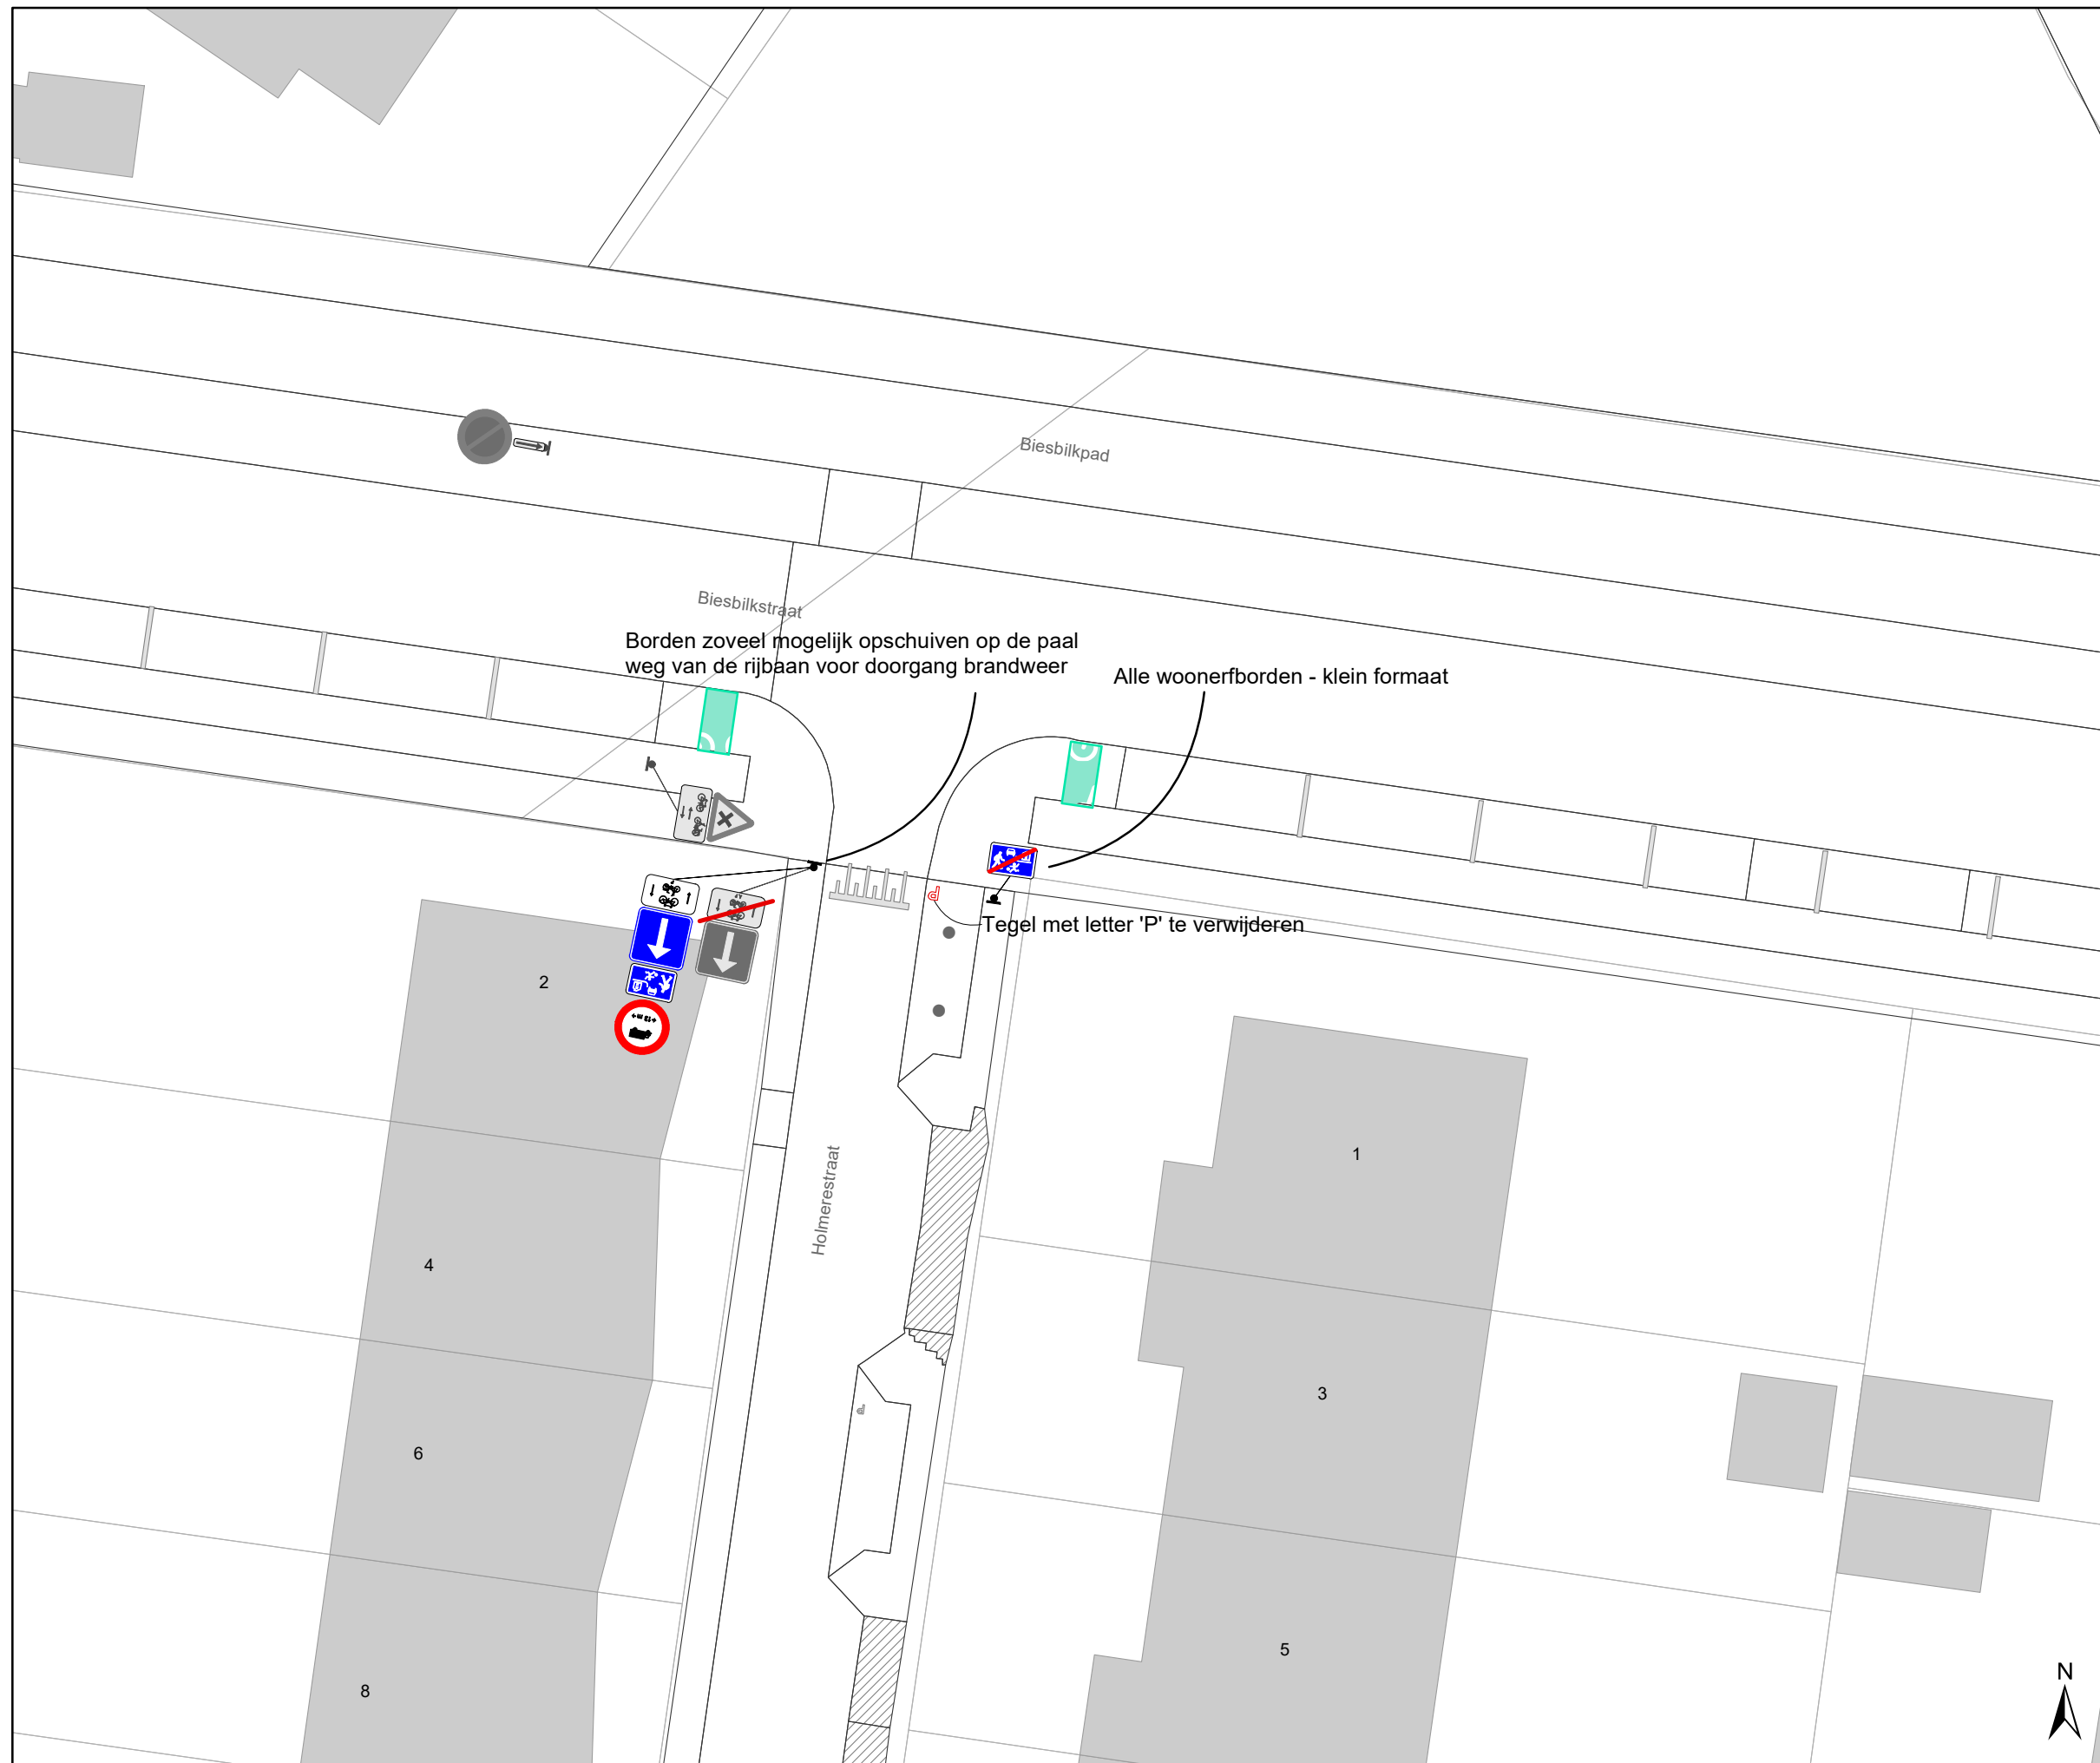 Biesbilkpad
Biesbilkstraat
Borden zoveel mogelijk opschuiven op de paal
weg van de rijbaan voor doorgang brandweer
Alle woonerfborden - klein formaat
P
Tegel met letter 'P' te verwijderen
2
1
Holmerestraat
4
3
P
6
5
8
N